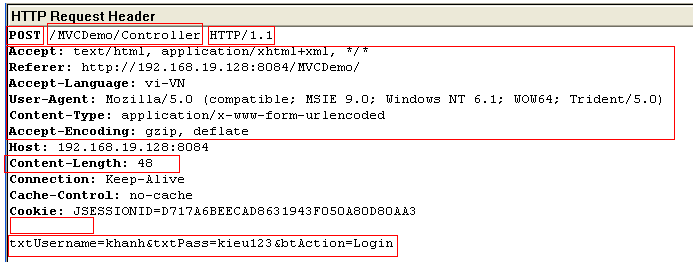 HTTP Request Header
POST /MVCDemo/Controller HTTP/1.1
Accept: text/html, application/xhtml+xml, */*
Referer: http://192.168.19.128:8084/MVCDemo/
Accept-Language: vi-VN
User-Agent: Mozilla/5.0 (compatible; MSIE 9.0; Windows NT 6.1; WOW64; Trident/5.0)
Content-Type: application/x-www-form-urlencoded
Accept-Encoding: gzip, deflate
Host: 192.168.19.128:8084
Content-Length: 48
Connection: Keep-Alive
Cache-Control: no-cache
Cookie: JSESSIONID=D717A6BEECAD8631943F050A80D80AA3
txtUsername=khanh&txtPass=kieu123&btAction=Login